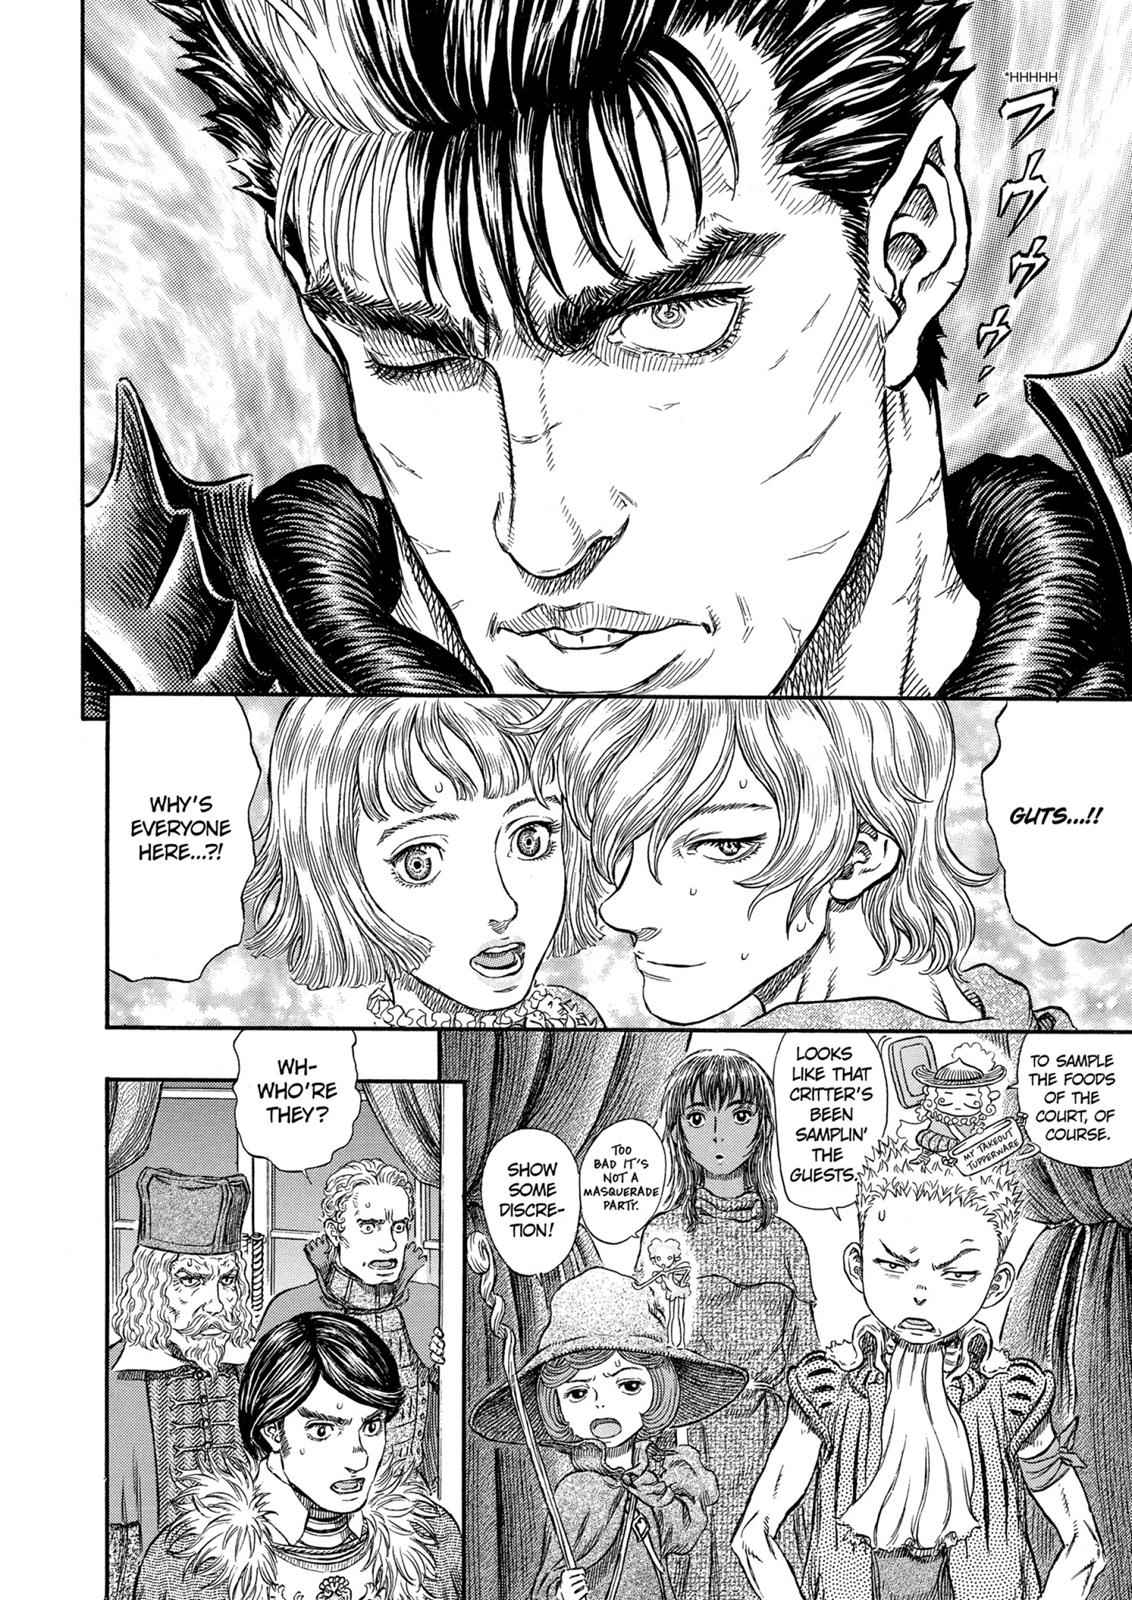 *HHHHH
フゥゥゥゥ...
GUTS...!!
WHY'S
EVERYONE
HERE...?!
TO SAMPLE
THE FOODS
OF THE
COURT, OF
COURSE.
MY TAKEOUT
TUPPERWARE
LOOKS
LIKE THAT
CRITTER'S
BEEN
SAMPLIN'
THE
GUESTS.
TOO
BAD IT'S
NOT A
MASQUERADE
PARTY.
SHOW
SOME
DISCRE-
TION!
WH-
WHO'RE
THEY?